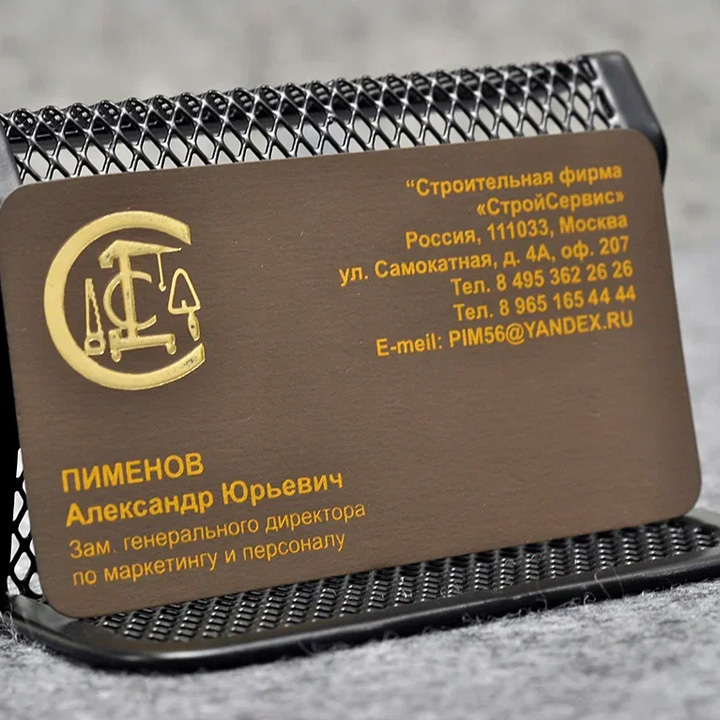 “Строительная фирма
«СтройСервис»
Россия, 111033, Москва
ул. Самокатная, д. 4А, оф. 207
Тел. 8 495 362 26 26
Тел. 8 965 165 44 44
E-meil: PIM56@YANDEX.RU
ПИМЕНОВ
Александр Юрьевич
Зам. генерального директора
по маркетингу и персоналу